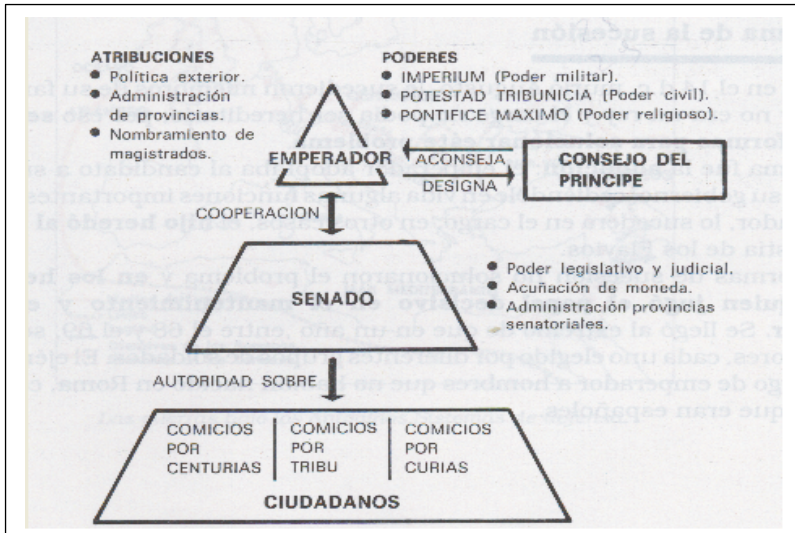 ATRIBUCIONES
● Política exterior.
● Administración
de provincias.
● Nombramiento de
magistrados.
PODERES
● IMPERIUM (Poder militar).
● POTESTAD TRIBUNCIA (Poder civil).
● PONTIFICE MAXIMO (Poder religioso).
EMPERADOR
ACONSEJA
DESIGNA
CONSEJO DEL
PRINCIPE
COOPERACION
SENADO
● Poder legislativo y judicial.
● Acuñación de moneda.
● Administración provincias
senatoriales.
AUTORIDAD SOBRE
COMICIOS
POR
CENTURIAS
COMICIOS
POR
TRIBU
COMICIOS
POR
CURIAS
CIUDADANOS